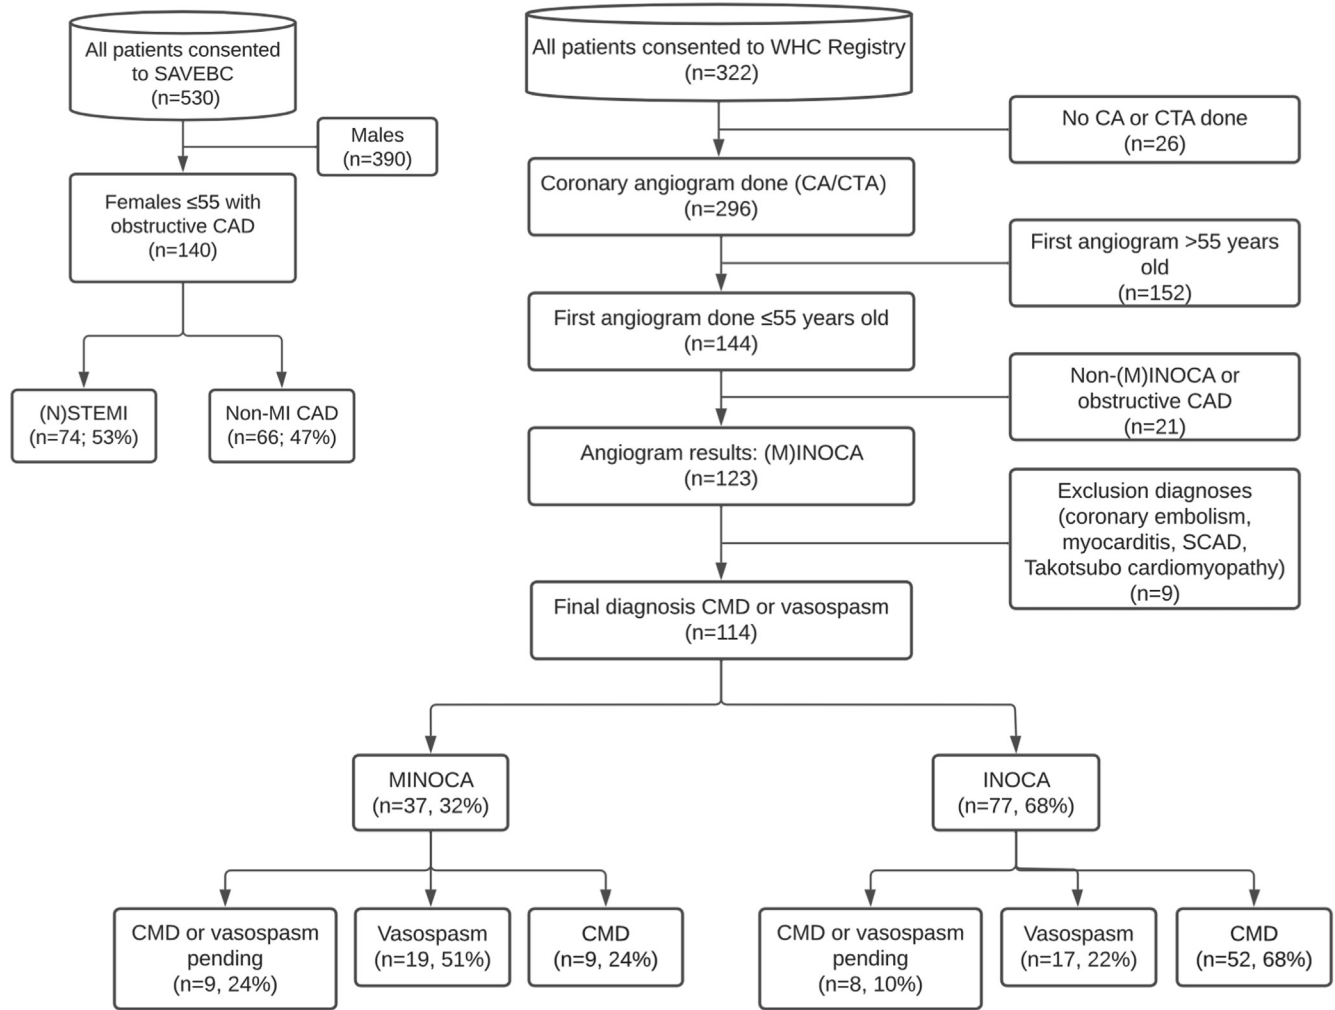 All patients consented
to SAVEBC
(n=530)
Males
(n=390)
Females ≤55 with
obstructive CAD
(n=140)
(N)STEMI
(n=74; 53%)
Non-MI CAD
(n=66; 47%)
All patients consented to WHC Registry
(n=322)
No CA or CTA done
(n=26)
Coronary angiogram done (CA/CTA)
(n=296)
First angiogram >55 years
old
(n=152)
First angiogram done ≤55 years old
(n=144)
Non-(M)INOCA or
obstructive CAD
(n=21)
Angiogram results: (M)INOCA
(n=123)
Exclusion diagnoses
(coronary embolism,
myocarditis, SCAD,
Takotsubo cardiomyopathy)
(n=9)
Final diagnosis CMD or vasospasm
(n=114)
MINOCA
(n=37, 32%)
INOCA
(n=77, 68%)
CMD or vasospasm
pending
(n=9, 24%)
Vasospasm
(n=19, 51%)
CMD
(n=9, 24%)
CMD or vasospasm
pending
(n=8, 10%)
Vasospasm
(n=17, 22%)
CMD
(n=52, 68%)